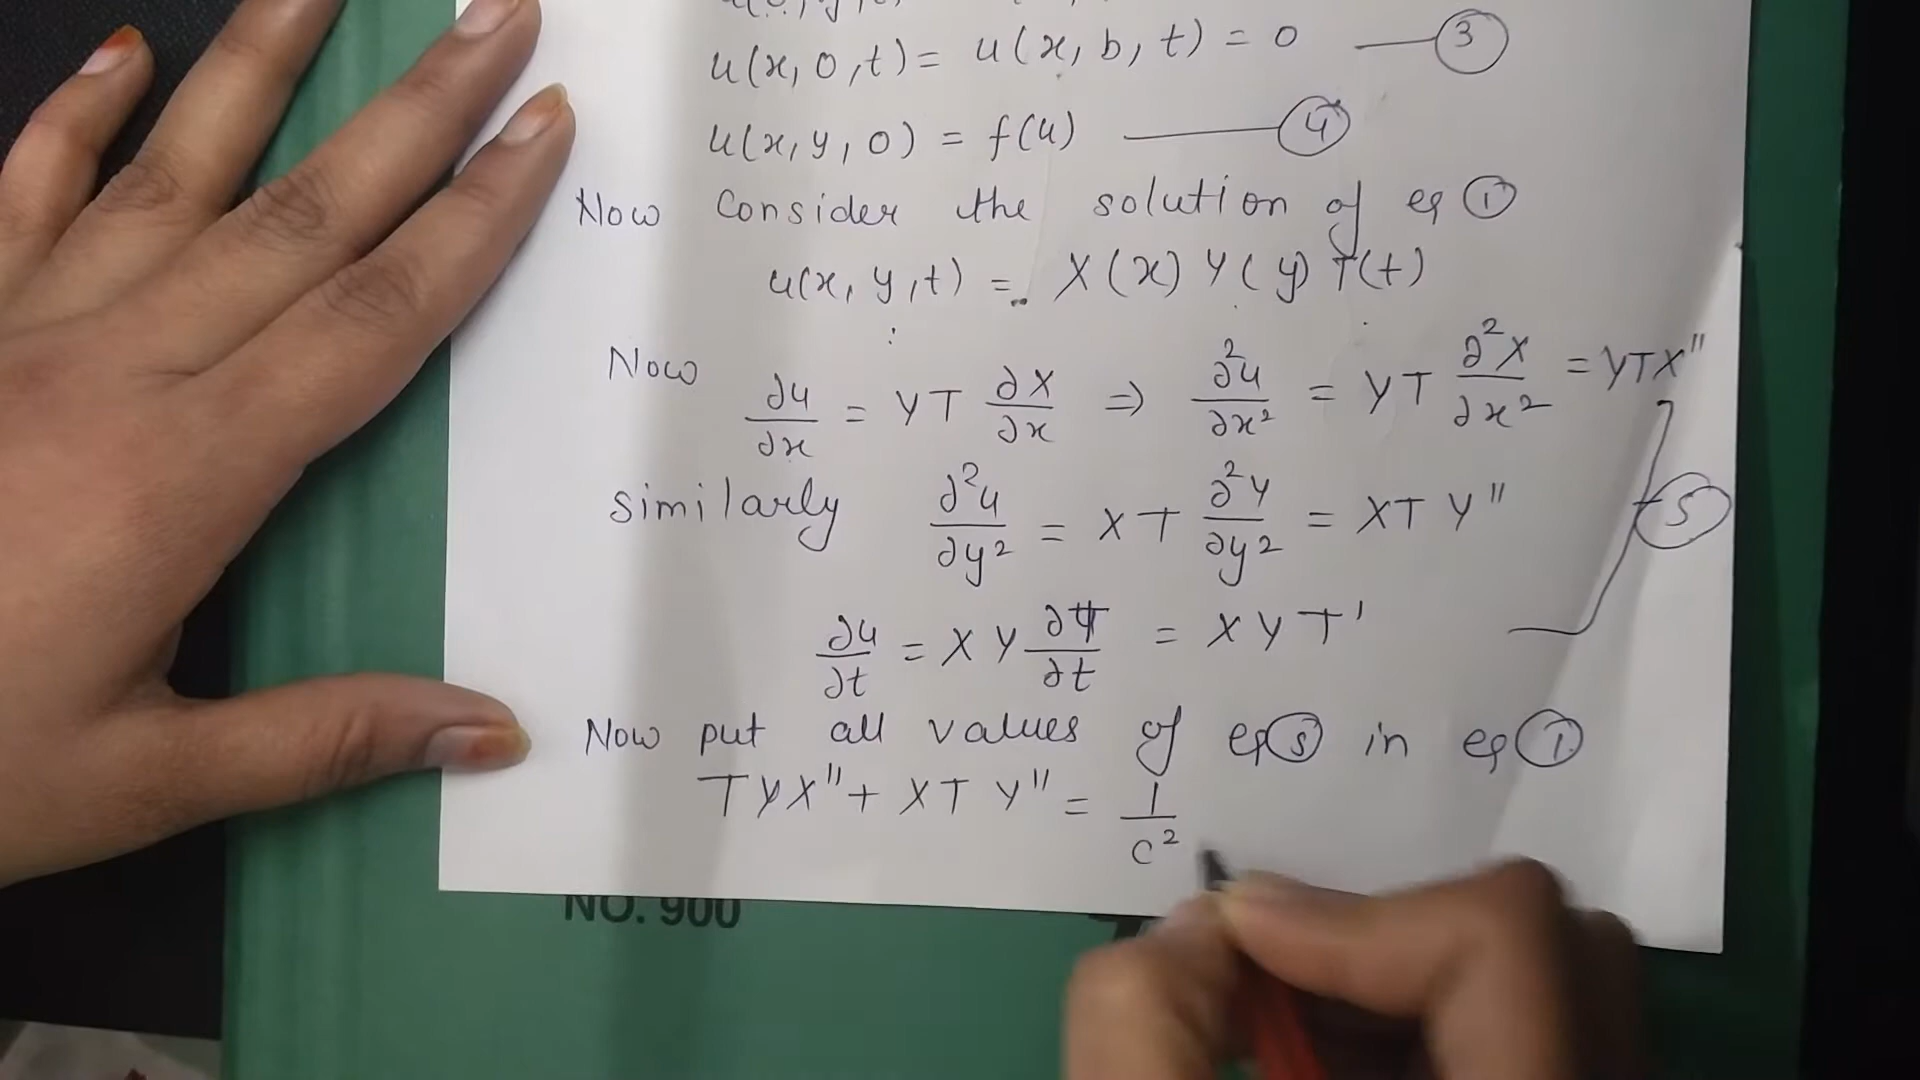 u(x, 0, t) = u(x, b, t) = 0 — ③
u(x, y, 0) = f(u) — ④
Now consider the solution of eq ①
u(x, y, t) = X(x) Y(y) T(t)
Now ∂u/∂x = YT ∂X/∂x ⇒ ∂²u/∂x² = YT ∂²X/∂x² = YTX''
similarly ∂²u/∂y² = XT ∂²Y/∂y² = XT Y'' ⑤
∂u/∂t = XY ∂T/∂t = XYT'
Now put all values of eq ⑤ in eq ①
TYX'' + XT Y'' = 1/c²
NO. 900